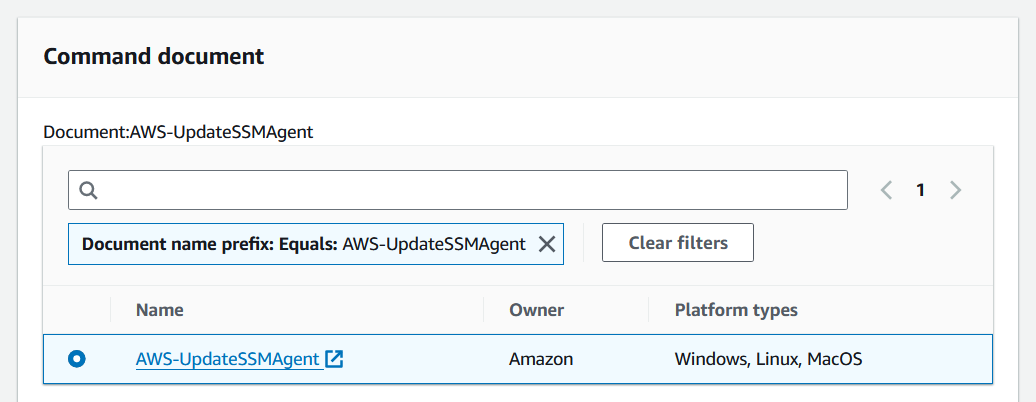 Command document
Document:AWS-UpdateSSMAgent
1
Document name prefix: Equals: AWS-UpdateSSMAgent
Clear filters
Name Owner Platform types
AWS-UpdateSSMAgent Amazon Windows, Linux, MacOS